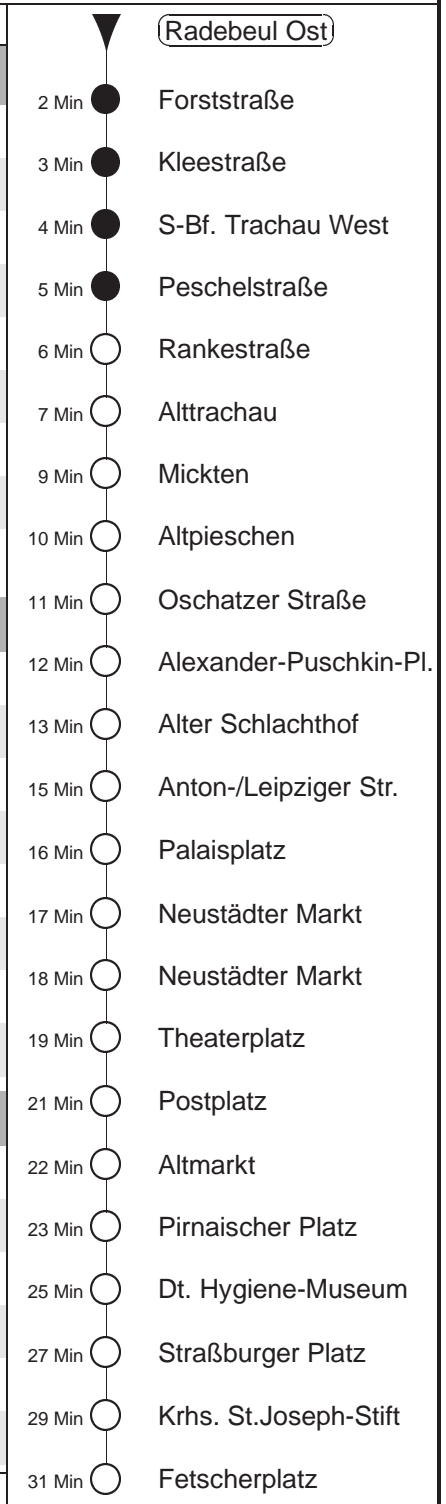 Radebeul Ost
2 Min Forststraße
3 Min Kleestraße
4 Min S-Bf. Trachau West
5 Min Peschelstraße
6 Min Rankestraße
7 Min Alttrachau
9 Min Mickten
10 Min Altpieschen
11 Min Oschatzer Straße
12 Min Alexander-Puschkin-Pl.
13 Min Alter Schlachthof
15 Min Anton-/Leipziger Str.
16 Min Palaisplatz
17 Min Neustädter Markt
18 Min Neustädter Markt
19 Min Theaterplatz
21 Min Postplatz
22 Min Altmarkt
23 Min Pirnaischer Platz
25 Min Dt. Hygiene-Museum
27 Min Straßburger Platz
29 Min Krhs. St.Joseph-Stift
31 Min Fetscherplatz